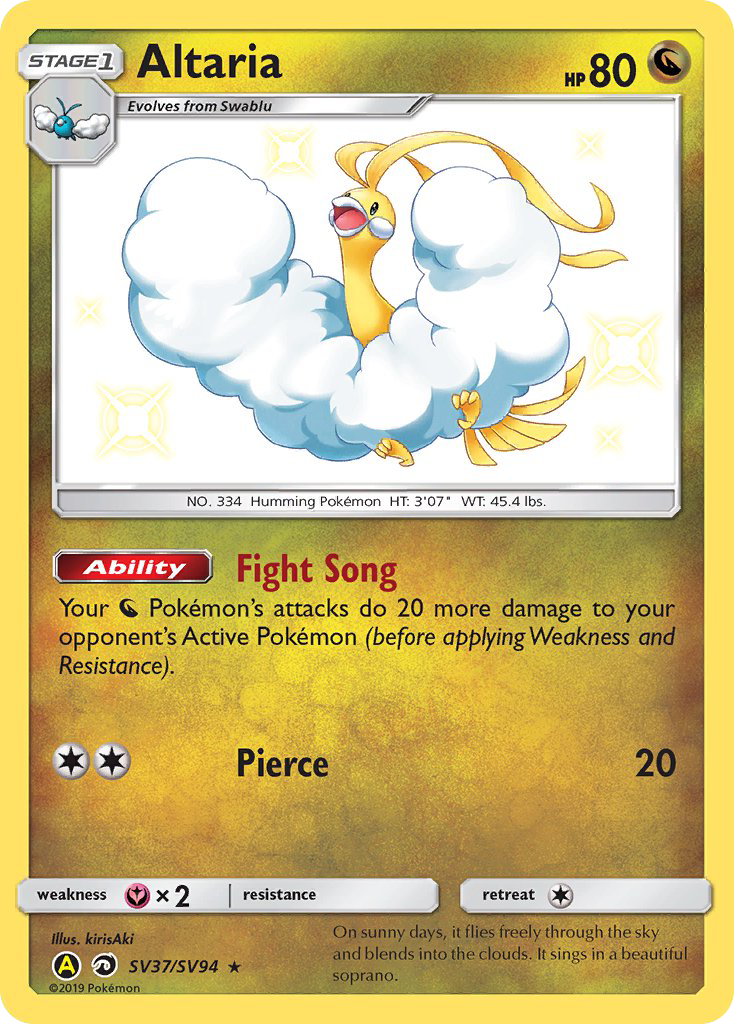 STAGE1
Altaria
HP 80
Evolves from Swablu
NO. 334 Humming Pokémon HT: 3'07" WT: 45.4 lbs.
Ability Fight Song
Your Pokémon's attacks do 20 more damage to your
opponent's Active Pokémon (before applying Weakness and
Resistance).
Pierce 20
weakness ×2 resistance retreat
Illus. kirisAki
On sunny days, it flies freely through the sky
and blends into the clouds. It sings in a beautiful
soprano.
A SV37/SV94 ★
©2019 Pokémon